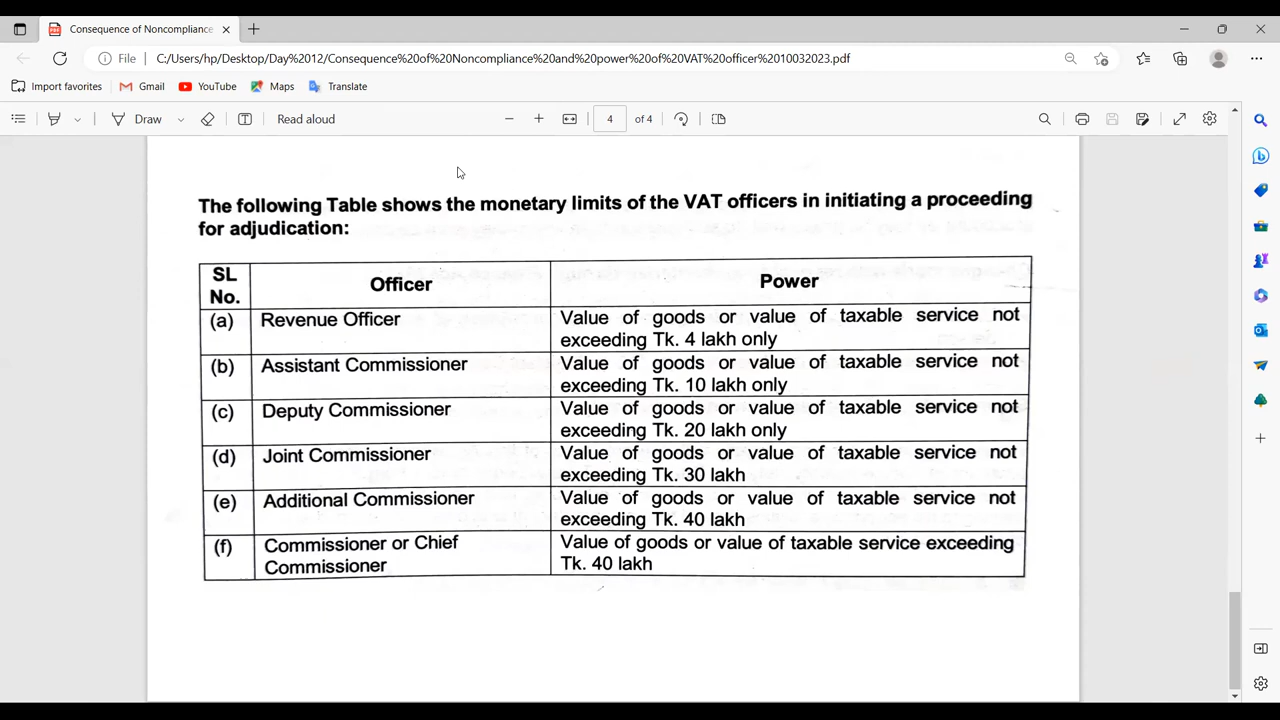 Consequence of Noncompliance
File
C:/Users/hp/Desktop/Day%2012/Consequence%20of%20Noncompliance%20and%20power%20of%20VAT%20officer%2010032023.pdf
Import favorites
Gmail
YouTube
Maps
Translate
Draw
Read aloud
4
of 4
The following Table shows the monetary limits of the VAT officers in initiating a proceeding
for adjudication:
SL
No.
Officer
Power
(a)
Revenue Officer
Value of goods or value of taxable service not
exceeding Tk. 4 lakh only
(b)
Assistant Commissioner
Value of goods or value of taxable service not
exceeding Tk. 10 lakh only
(c)
Deputy Commissioner
Value of goods or value of taxable service not
exceeding Tk. 20 lakh only
(d)
Joint Commissioner
Value of goods or value of taxable service not
exceeding Tk. 30 lakh
(e)
Additional Commissioner
Value of goods or value of taxable service not
exceeding Tk. 40 lakh
(f)
Commissioner or Chief
Commissioner
Value of goods or value of taxable service exceeding
Tk. 40 lakh